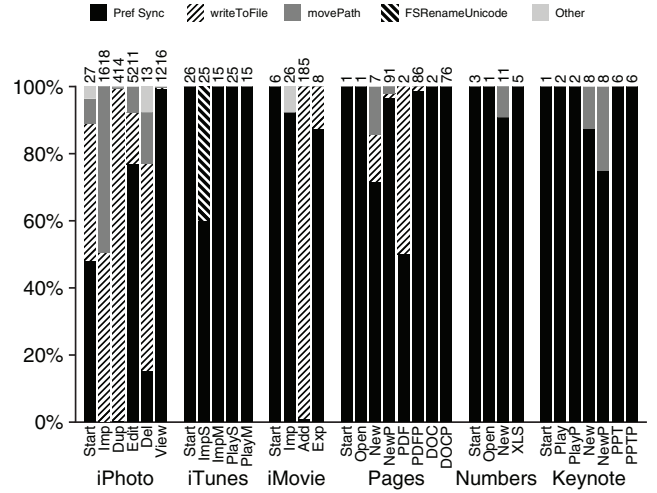 Pref Sync writeToFile movePath FSRenameUnicode Other
27 1618 414 5211 13 1216 26 25 15 25 15 6 26 185 8 1 1 7 91 2 86 2 76 3 1 11 5 1 2 2 8 8 6 6
100%
80%
60%
40%
20%
0%
Start Imp Dup Edit Del View Start ImpS ImpM PlayS PlayM Start Imp Add Exp Start Open New NewP PDF PDFP DOC DOCP Start Open New XLS Start Play PlayP New NewP PPT PPTP
iPhoto iTunes iMovie Pages Numbers Keynote